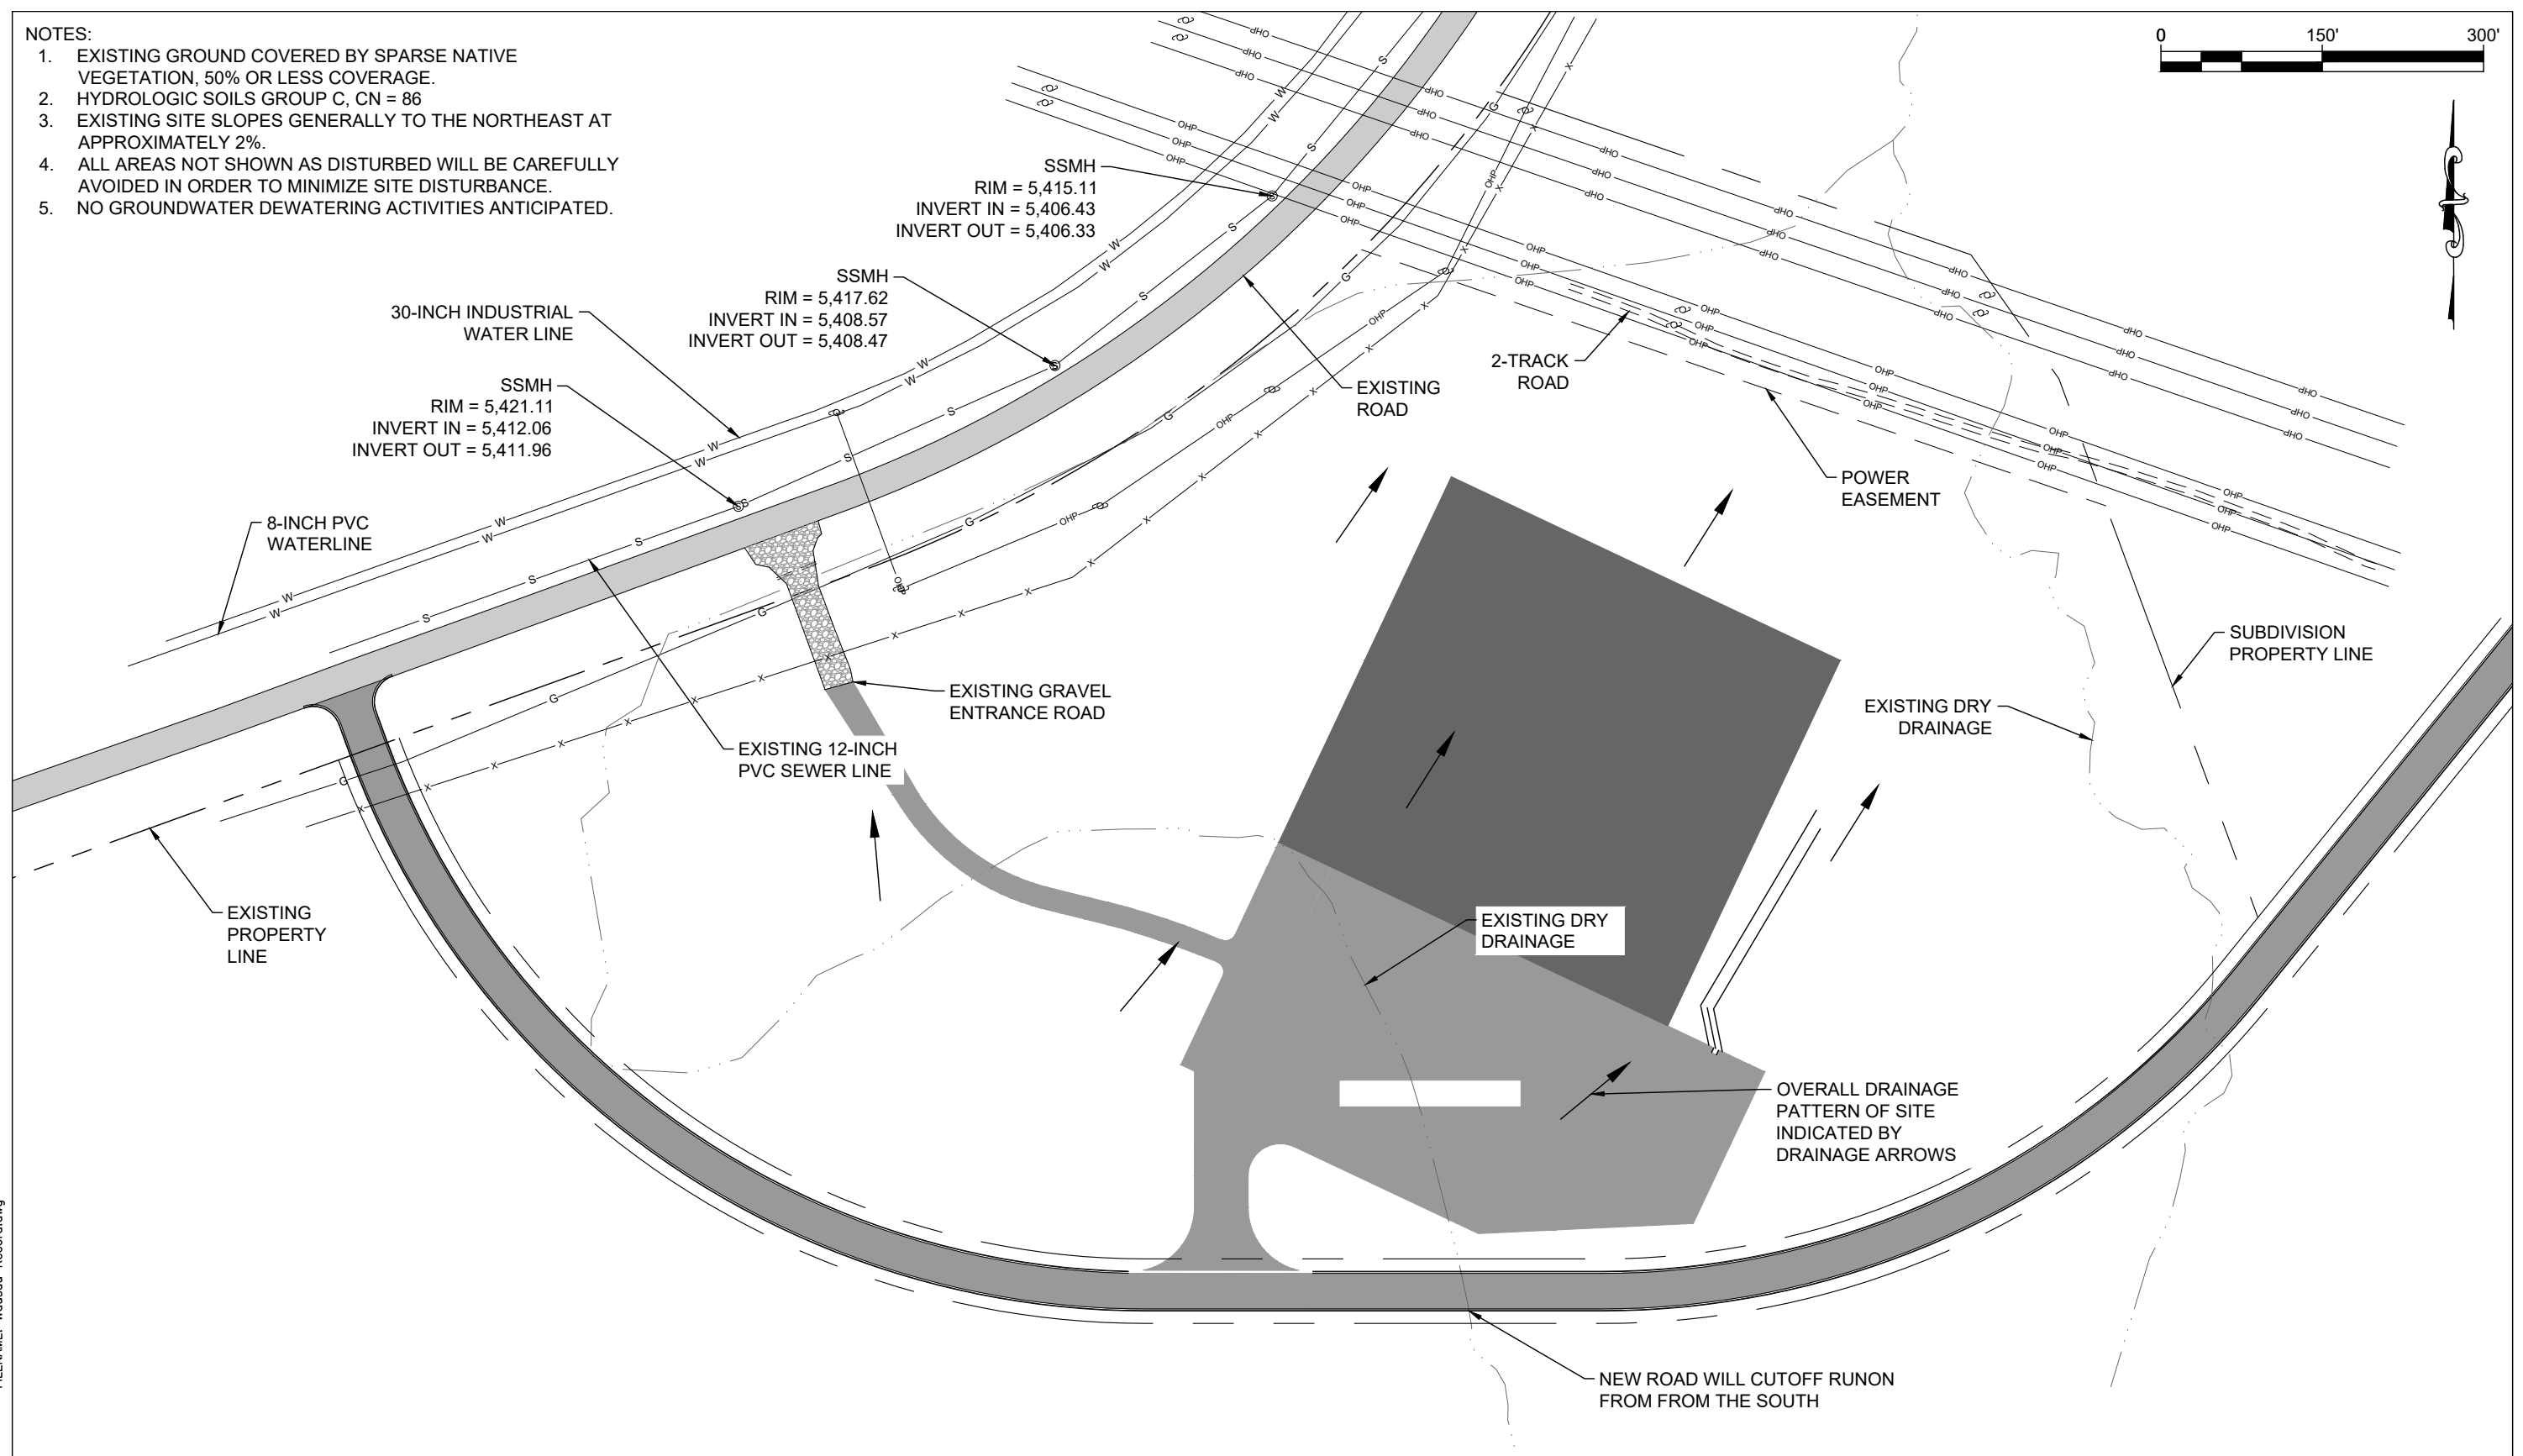 NOTES:
1. EXISTING GROUND COVERED BY SPARSE NATIVE
VEGETATION, 50% OR LESS COVERAGE.
2. HYDROLOGIC SOILS GROUP C, CN = 86
3. EXISTING SITE SLOPES GENERALLY TO THE NORTHEAST AT
APPROXIMATELY 2%.
4. ALL AREAS NOT SHOWN AS DISTURBED WILL BE CAREFULLY
AVOIDED IN ORDER TO MINIMIZE SITE DISTURBANCE.
5. NO GROUNDWATER DEWATERING ACTIVITIES ANTICIPATED.
0 150' 300'
SSMH
RIM = 5,415.11
INVERT IN = 5,406.43
INVERT OUT = 5,406.33
SSMH
RIM = 5,417.62
INVERT IN = 5,408.57
INVERT OUT = 5,408.47
30-INCH INDUSTRIAL
WATER LINE
SSMH
RIM = 5,421.11
INVERT IN = 5,412.06
INVERT OUT = 5,411.96
8-INCH PVC
WATERLINE
2-TRACK
ROAD
EXISTING
ROAD
POWER
EASEMENT
SUBDIVISION
PROPERTY LINE
EXISTING GRAVEL
ENTRANCE ROAD
EXISTING DRY
DRAINAGE
EXISTING 12-INCH
PVC SEWER LINE
EXISTING
PROPERTY
LINE
EXISTING DRY
DRAINAGE
OVERALL DRAINAGE
PATTERN OF SITE
INDICATED BY
DRAINAGE ARROWS
NEW ROAD WILL CUTOFF RUNON
FROM FROM THE SOUTH
W
S
G
X
OHP